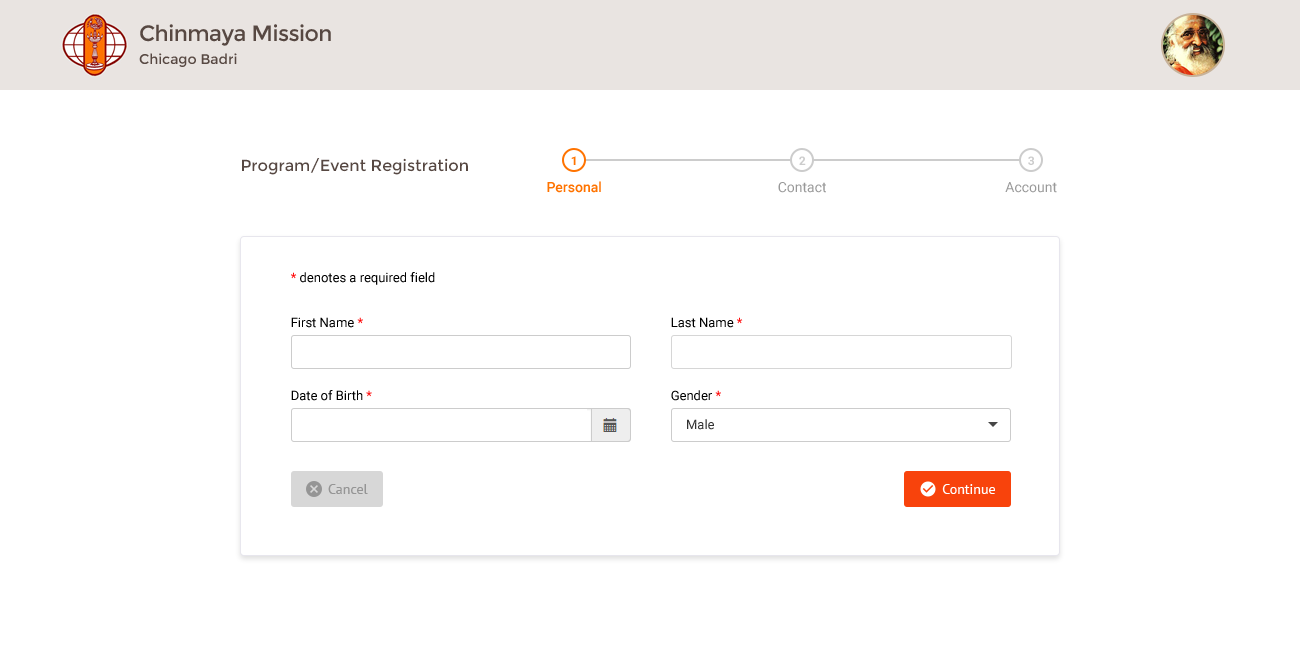 Chinmaya Mission
Chicago Badri
Program/Event Registration
1
2
3
Personal
Contact
Account
* denotes a required field
First Name *
Last Name *
Date of Birth *
Gender *
Male
Cancel
Continue